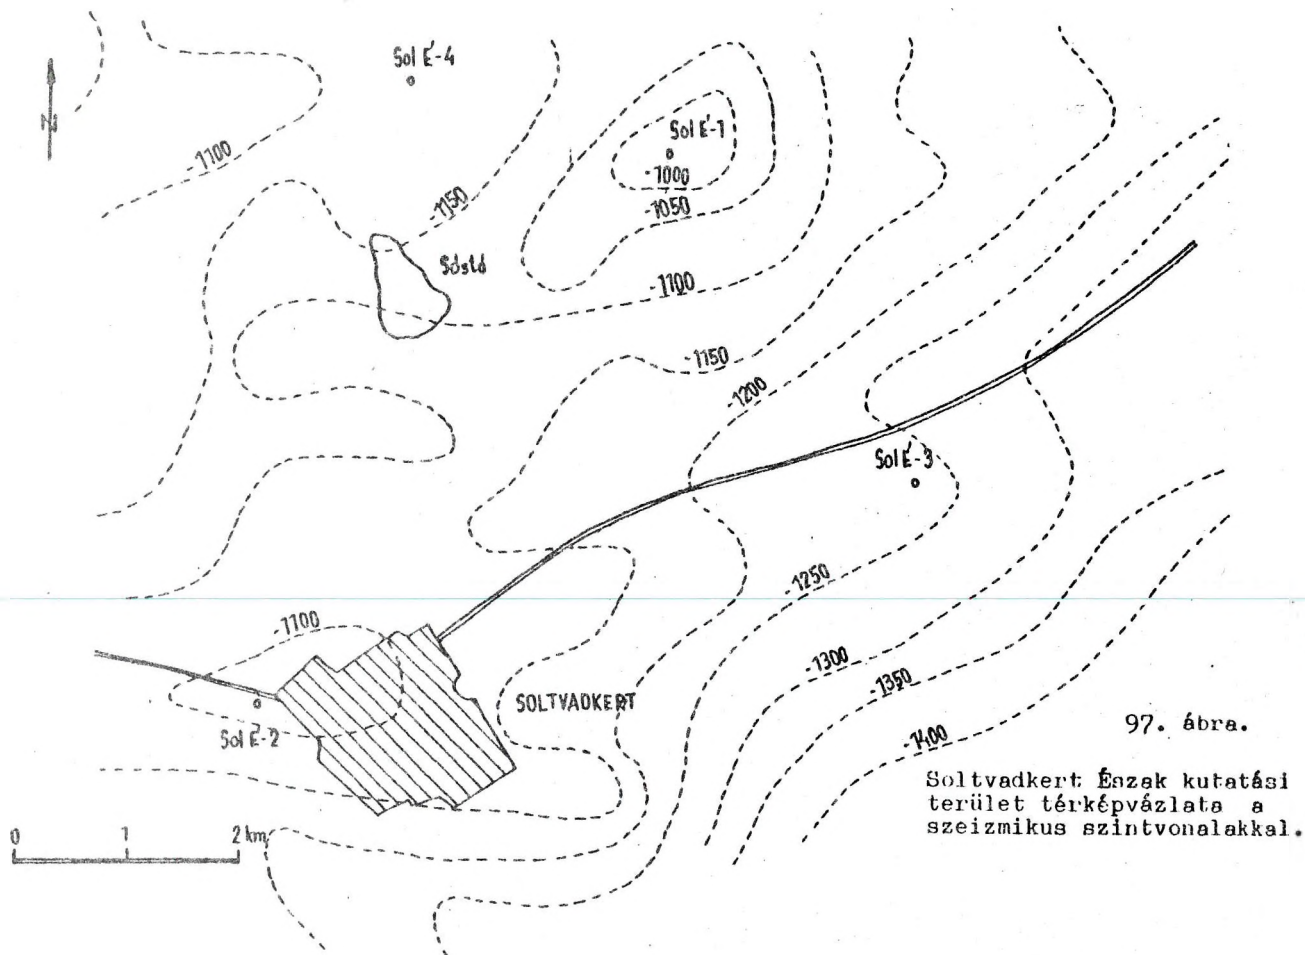 Sol É-4
N
Sol É-1
-1100
-1000
-1150
-1050
Sóstó
-1100
-1150
-1200
Sol É-3
-1250
-1100
-1300
-1350
SOLTVADKERT
Sol É-2
-1400
97. ábra.
Soltvadkert Észak kutatási
terület térképvázlata a
szeizmikus szintvonalakkal.
0 1 2 km